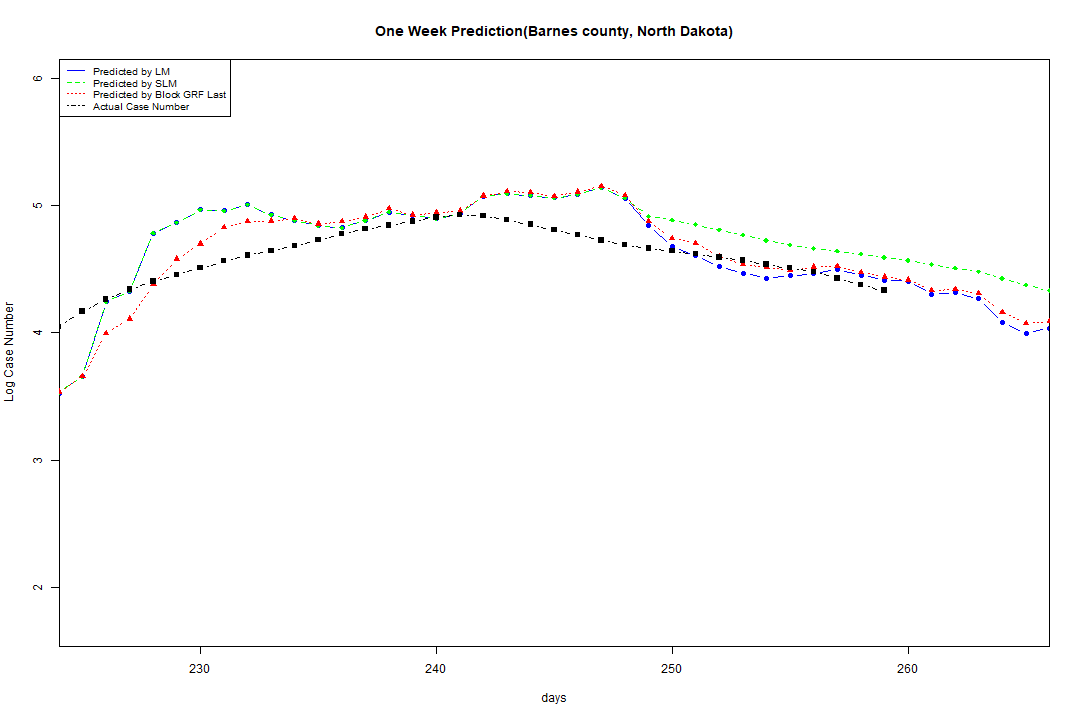 One Week Prediction(Barnes county, North Dakota)
Predicted by LM
Predicted by SLM
Predicted by Block GRF Last
Actual Case Number
6
5
4
3
2
Log Case Number
230
240
250
260
days